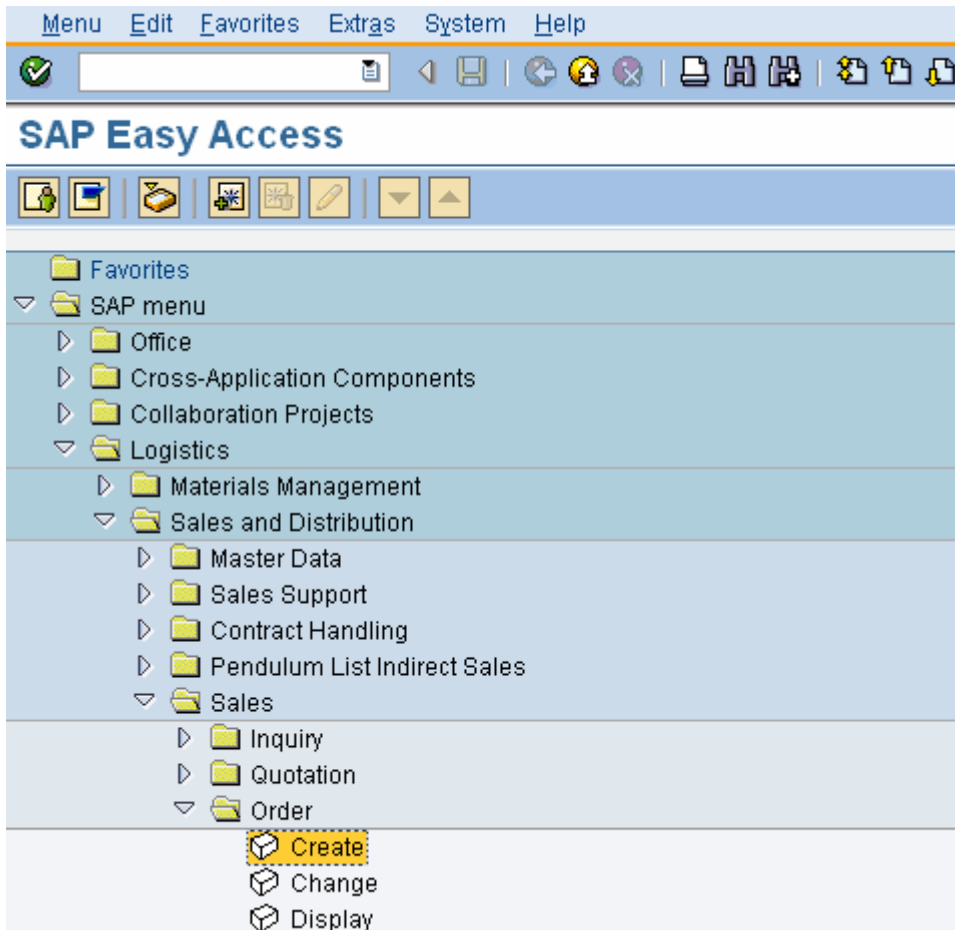 Menu Edit Favorites Extras System Help
SAP Easy Access
Favorites
SAP menu
Office
Cross-Application Components
Collaboration Projects
Logistics
Materials Management
Sales and Distribution
Master Data
Sales Support
Contract Handling
Pendulum List Indirect Sales
Sales
Inquiry
Quotation
Order
Create
Change
Display